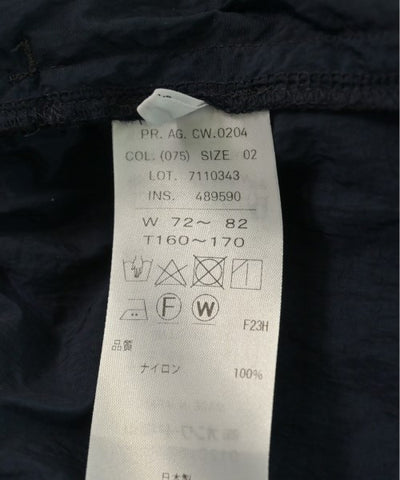 PR. AG. CW.0204
COL. (075) SIZE 02
LOT. 7110343
INS. 489590
W 72～ 82
T160～170
F W
F23H
品質
ナイロン 100%
日本製